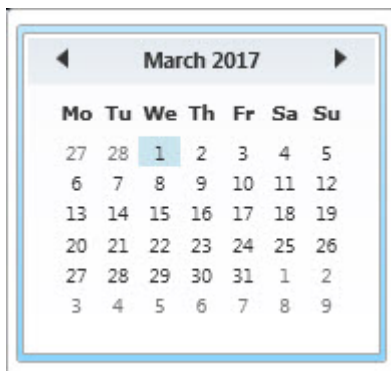 March 2017
Mo Tu We Th Fr Sa Su
27 28 1 2 3 4 5
6 7 8 9 10 11 12
13 14 15 16 17 18 19
20 21 22 23 24 25 26
27 28 29 30 31 1 2
3 4 5 6 7 8 9